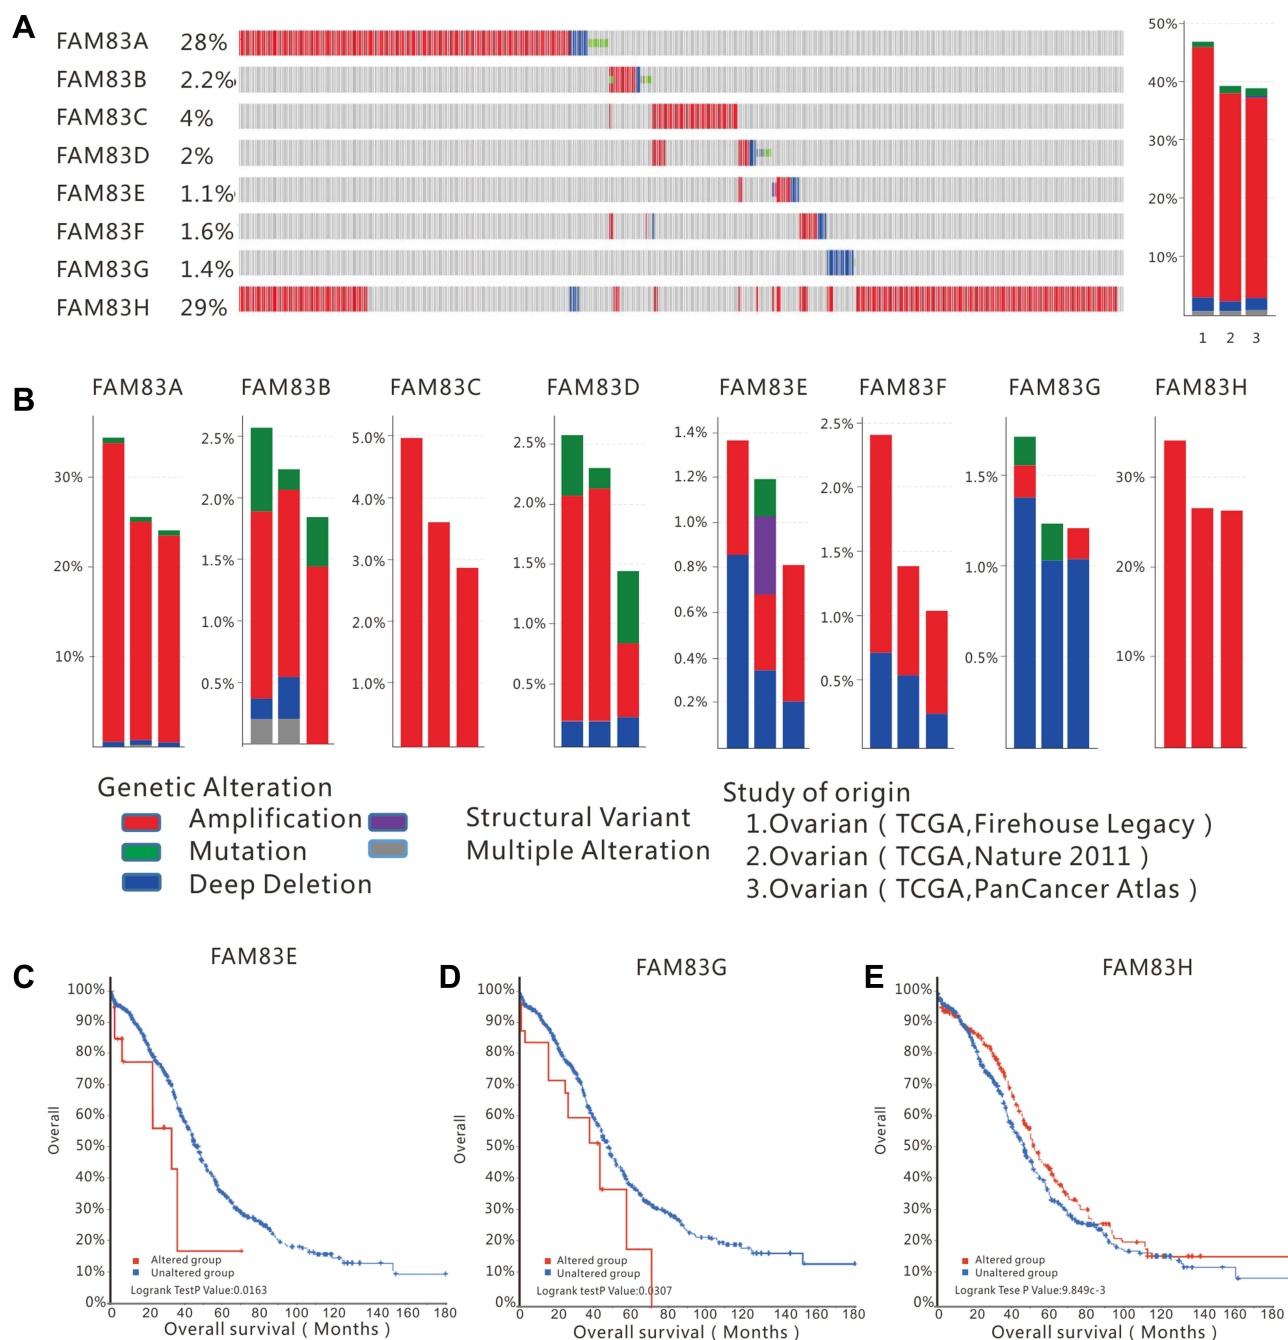 A
FAM83A 28%
FAM83B 2.2%
FAM83C 4%
FAM83D 2%
FAM83E 1.1%
FAM83F 1.6%
FAM83G 1.4%
FAM83H 29%
50%
40%
30%
20%
10%
1 2 3
B
FAM83A FAM83B FAM83C FAM83D FAM83E FAM83F FAM83G FAM83H
30%
20%
10%
2.5%
2.0%
1.5%
1.0%
0.5%
5.0%
4.0%
3.0%
2.0%
1.0%
2.5%
2.0%
1.5%
1.0%
0.5%
1.4%
1.2%
1.0%
0.8%
0.6%
0.4%
0.2%
2.5%
2.0%
1.5%
1.0%
0.5%
1.5%
1.0%
0.5%
30%
20%
10%
Genetic Alteration
Amplification
Mutation
Deep Deletion
Structural Variant
Multiple Alteration
Study of origin
1.Ovarian ( TCGA,Firehouse Legacy )
2.Ovarian ( TCGA,Nature 2011 )
3.Ovarian ( TCGA,PanCancer Atlas )
C
FAM83E
100%
90%
80%
70%
60%
50%
40%
30%
20%
10%
0%
Overall
Altered group
Unaltered group
Logrank TestP Value:0.0163
0 20 40 60 80 100 120 140 160 180
Overall survival ( Months )
D
FAM83G
100%
90%
80%
70%
60%
50%
40%
30%
20%
10%
0%
Overall
Altered group
Unaltered group
Logrank testP Value:0.0307
0 20 40 60 80 100 120 140 160 180
Overall survival ( Months )
E
FAM83H
100%
90%
80%
70%
60%
50%
40%
30%
20%
10%
0%
Overall
Altered group
Unaltered group
Logrank Tese P Value:9.849c-3
0 20 40 60 80 100 120 140 160 180
Overall survival ( Months )